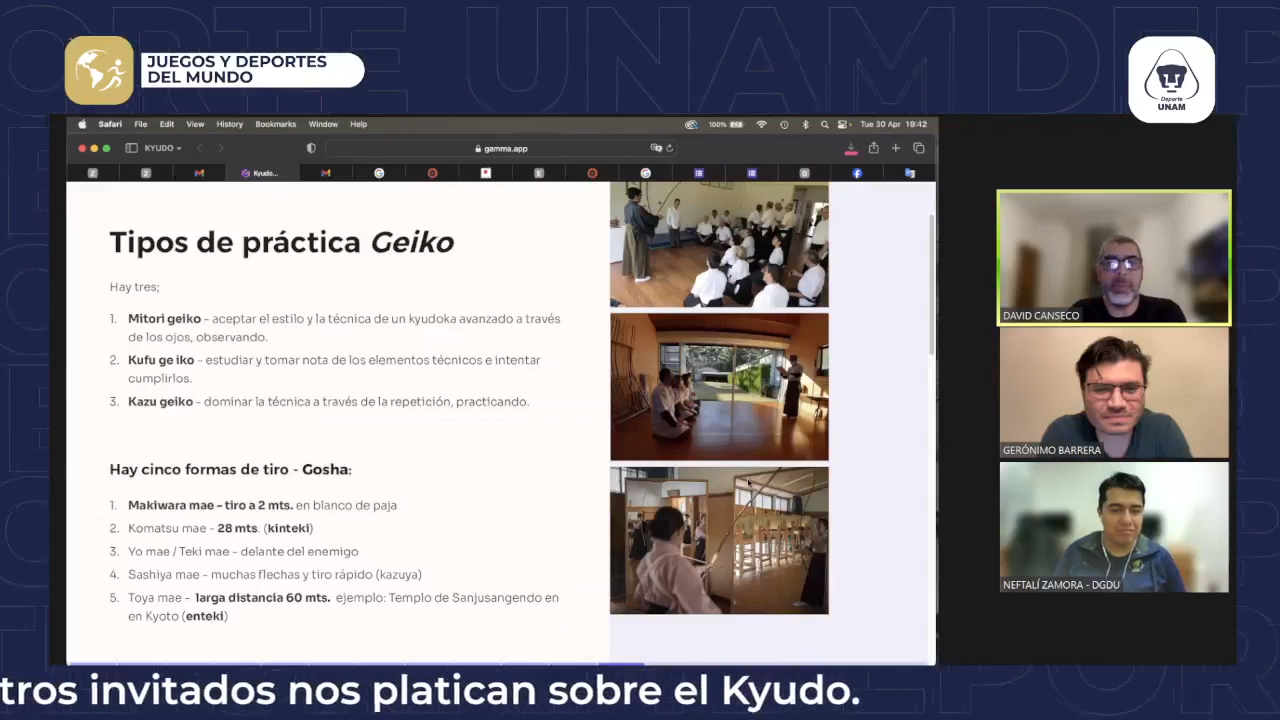 JUEGOS Y DEPORTES
DEL MUNDO
Deporte
UNAM
Safari File Edit View History Bookmarks Window Help
100% Tue 30 Apr 19:42
KYUDO
gamma.app
Kyudo...
Tipos de práctica Geiko
Hay tres;
1. Mitori geiko - aceptar el estilo y la técnica de un kyudoka avanzado a través
de los ojos, observando.
2. Kufu ge iko - estudiar y tomar nota de los elementos técnicos e intentar
cumplirlos.
3. Kazu geiko - dominar la técnica a través de la repetición, practicando.
Hay cinco formas de tiro - Gosha:
1. Makiwara mae - tiro a 2 mts. en blanco de paja
2. Komatsu mae - 28 mts. (kinteki)
3. Yo mae / Teki mae - delante del enemigo
4. Sashiya mae - muchas flechas y tiro rápido (kazuya)
5. Toya mae - larga distancia 60 mts. ejemplo: Templo de Sanjusangendo en
en Kyoto (enteki)
DAVID CANSECO
GERÓNIMO BARRERA
NEFTALÍ ZAMORA - DGDU
tros invitados nos platican sobre el Kyudo.